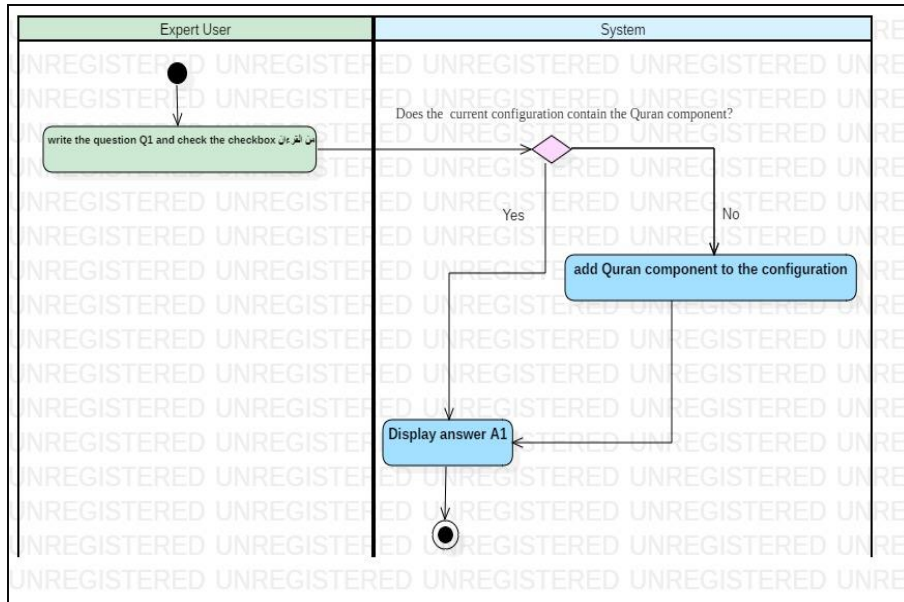 Expert User
System
Does the current configuration contain the Quran component?
write the question Q1 and check the checkbox من القرءان
Yes
No
add Quran component to the configuration
Display answer A1
UNREGISTERED